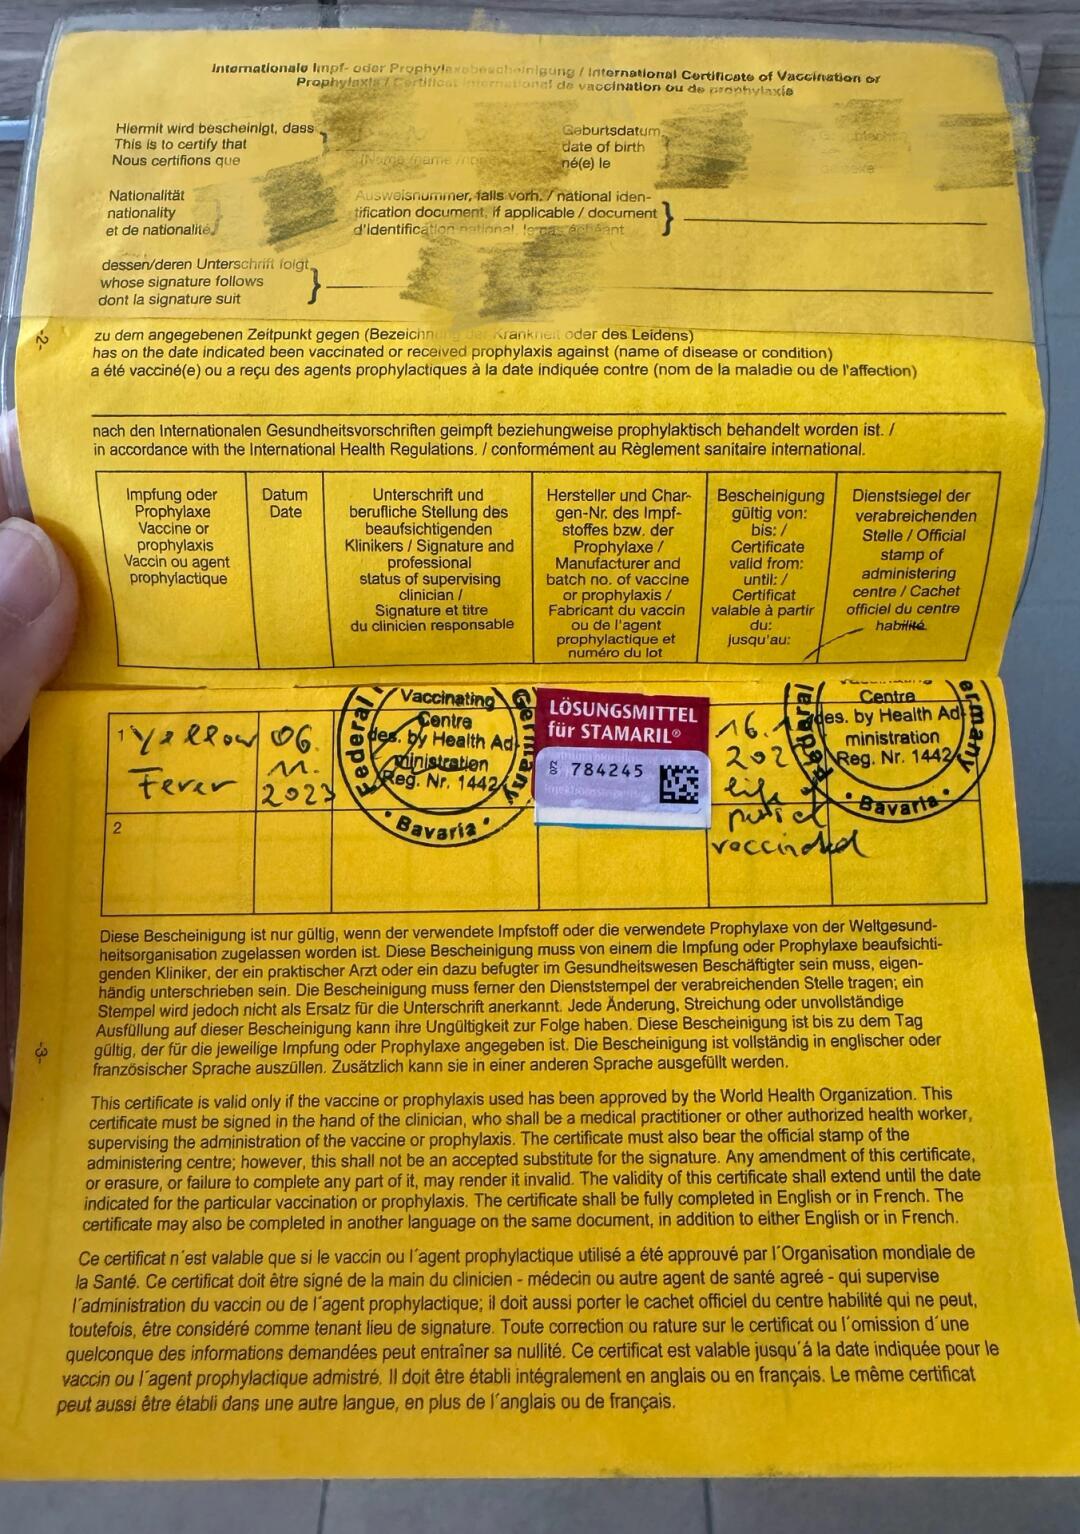 Internationale Impf- oder Prophylaxebescheinigung / International Certificate of Vaccination or
Prophylaxis / Certificat international de vaccination ou de prophylaxie
Hiermit wird bescheinigt, dass
This is to certify that
Nous certifions que
(Name /name /
Geburtsdatum
date of birth
né(e) le
Nationalität
nationality
et de nationalité
Ausweisnummer, falls vorh. / national iden-
tification document, if applicable / document
d'identification national, le cas échéant
dessen/deren Unterschrift folgt
whose signature follows
dont la signature suit
-2-
zu dem angegebenen Zeitpunkt gegen (Bezeichnung der Krankheit oder des Leidens)
has on the date indicated been vaccinated or received prophylaxis against (name of disease or condition)
a été vacciné(e) ou a reçu des agents prophylactiques à la date indiquée contre (nom de la maladie ou de l'affection)
nach den Internationalen Gesundheitsvorschriften geimpft beziehungweise prophylaktisch behandelt worden ist. /
in accordance with the International Health Regulations. / conformément au Règlement sanitaire international.
Impfung oder
Prophylaxe
Vaccine or
prophylaxis
Vaccin ou agent
prophylactique
Datum
Date
Unterschrift und
berufliche Stellung des
beaufsichtigenden
Klinikers / Signature and
professional
status of supervising
clinician /
Signature et titre
du clinicien responsable
Hersteller und Char-
gen-Nr. des Impf-
stoffes bzw. der
Prophylaxe /
Manufacturer and
batch no. of vaccine
or prophylaxis /
Fabricant du vaccin
ou de l'agent
prophylactique et
numéro du lot
Bescheinigung
gültig von:
bis: /
Certificate
valid from:
until: /
Certificat
valable à partir
du:
jusqu'au:
Dienstsiegel der
verabreichenden
Stelle / Official
stamp of
administering
centre / Cachet
officiel du centre
habilité
1 Yellow
Fever
06.
11.
2023
Federal
Germany
Vaccinating
Centre
des. by Health Ad-
ministration
Reg. Nr. 1442
• Bavaria •
LÖSUNGSMITTEL
für STAMARIL®
784245
16.
202
vaccinated
Federal
ermany
Centre
des. by Health Ad-
ministration
Reg. Nr. 1442
• Bavaria •
2
-3-
Diese Bescheinigung ist nur gültig, wenn der verwendete Impfstoff oder die verwendete Prophylaxe von der Weltgesund-
heitsorganisation zugelassen worden ist. Diese Bescheinigung muss von einem die Impfung oder Prophylaxe beaufsichti-
genden Kliniker, der ein praktischer Arzt oder ein dazu befugter im Gesundheitswesen Beschäftigter sein muss, eigen-
händig unterschrieben sein. Die Bescheinigung muss ferner den Dienststempel der verabreichenden Stelle tragen; ein
Stempel wird jedoch nicht als Ersatz für die Unterschrift anerkannt. Jede Änderung, Streichung oder unvollständige
Ausfüllung auf dieser Bescheinigung kann ihre Ungültigkeit zur Folge haben. Diese Bescheinigung ist bis zu dem Tag
gültig, der für die jeweilige Impfung oder Prophylaxe angegeben ist. Die Bescheinigung ist vollständig in englischer oder
französischer Sprache auszüllen. Zusätzlich kann sie in einer anderen Sprache ausgefüllt werden.
This certificate is valid only if the vaccine or prophylaxis used has been approved by the World Health Organization. This
certificate must be signed in the hand of the clinician, who shall be a medical practitioner or other authorized health worker,
supervising the administration of the vaccine or prophylaxis. The certificate must also bear the official stamp of the
administering centre; however, this shall not be an accepted substitute for the signature. Any amendment of this certificate,
or erasure, or failure to complete any part of it, may render it invalid. The validity of this certificate shall extend until the date
indicated for the particular vaccination or prophylaxis. The certificate shall be fully completed in English or in French. The
certificate may also be completed in another language on the same document, in addition to either English or in French.
Ce certificat n´est valable que si le vaccin ou l´agent prophylactique utilisé a été approuvé par l´Organisation mondiale de
la Santé. Ce certificat doit être signé de la main du clinicien - médecin ou autre agent de santé agreé - qui supervise
l´administration du vaccin ou de l´agent prophylactique; il doit aussi porter le cachet officiel du centre habilité qui ne peut,
toutefois, être considéré comme tenant lieu de signature. Toute correction ou rature sur le certificat ou l´omission d´une
quelconque des informations demandées peut entraîner sa nullité. Ce certificat est valable jusqu´á la date indiquée pour le
vaccin ou l´agent prophylactique admistré. Il doit être établi intégralement en anglais ou en français. Le même certificat
peut aussi être établi dans une autre langue, en plus de l´anglais ou de français.